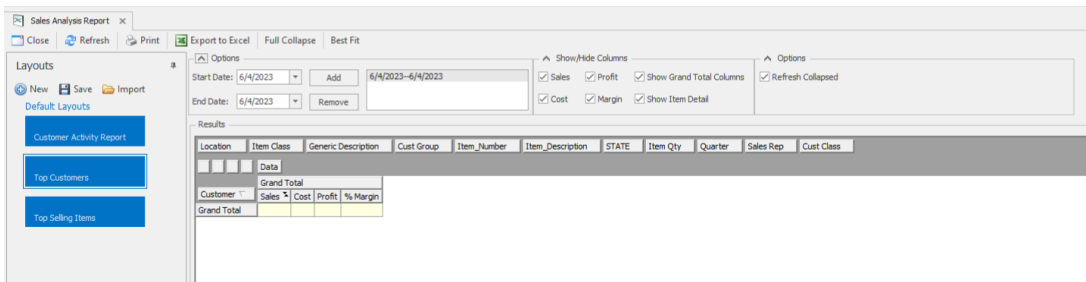 Sales Analysis Report
Close Refresh Print Export to Excel Full Collapse Best Fit
Layouts
New Save Import
Default Layouts
Customer Activity Report
Top Customers
Top Selling Items
Options
Start Date: 6/4/2023 Add 6/4/2023--6/4/2023
End Date: 6/4/2023 Remove
Show/Hide Columns
Sales Profit Show Grand Total Columns
Cost Margin Show Item Detail
Options
Refresh Collapsed
Results
Location Item Class Generic Description Cust Group Item_Number Item_Description STATE Item Qty Quarter Sales Rep Cust Class
Data
Grand Total
Customer Sales Cost Profit % Margin
Grand Total